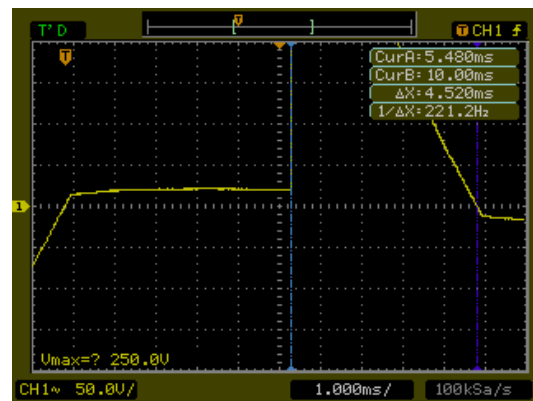 T'D
T
T CH1
T
CurA:5.480ms
CurB:10.00ms
ΔX:4.520ms
1/ΔX:221.2Hz
1
Vmax=? 250.0V
CH1~ 50.0V/
1.000ms/
100kSa/s